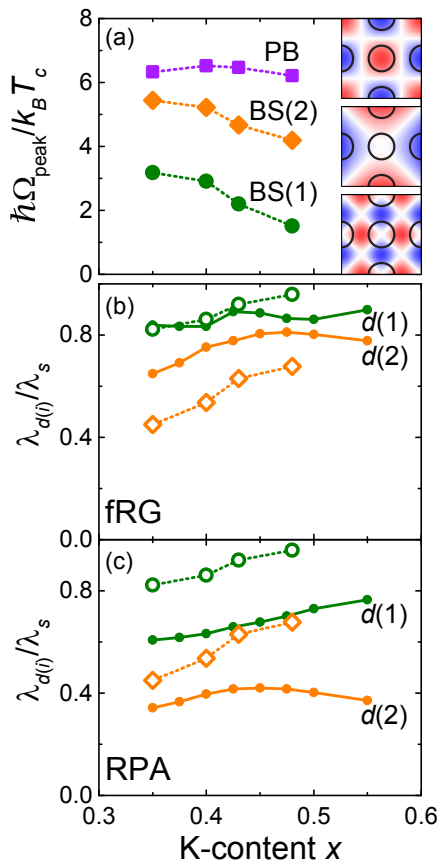 (a)
8
6
4
2
0
ħΩpeak/kBTc
PB
BS(2)
BS(1)
(b)
0.8
0.4
0.0
λd(i)/λs
d(1)
d(2)
fRG
(c)
0.8
0.4
0.0
λd(i)/λs
d(1)
d(2)
RPA
0.3
0.4
0.5
0.6
K-content x